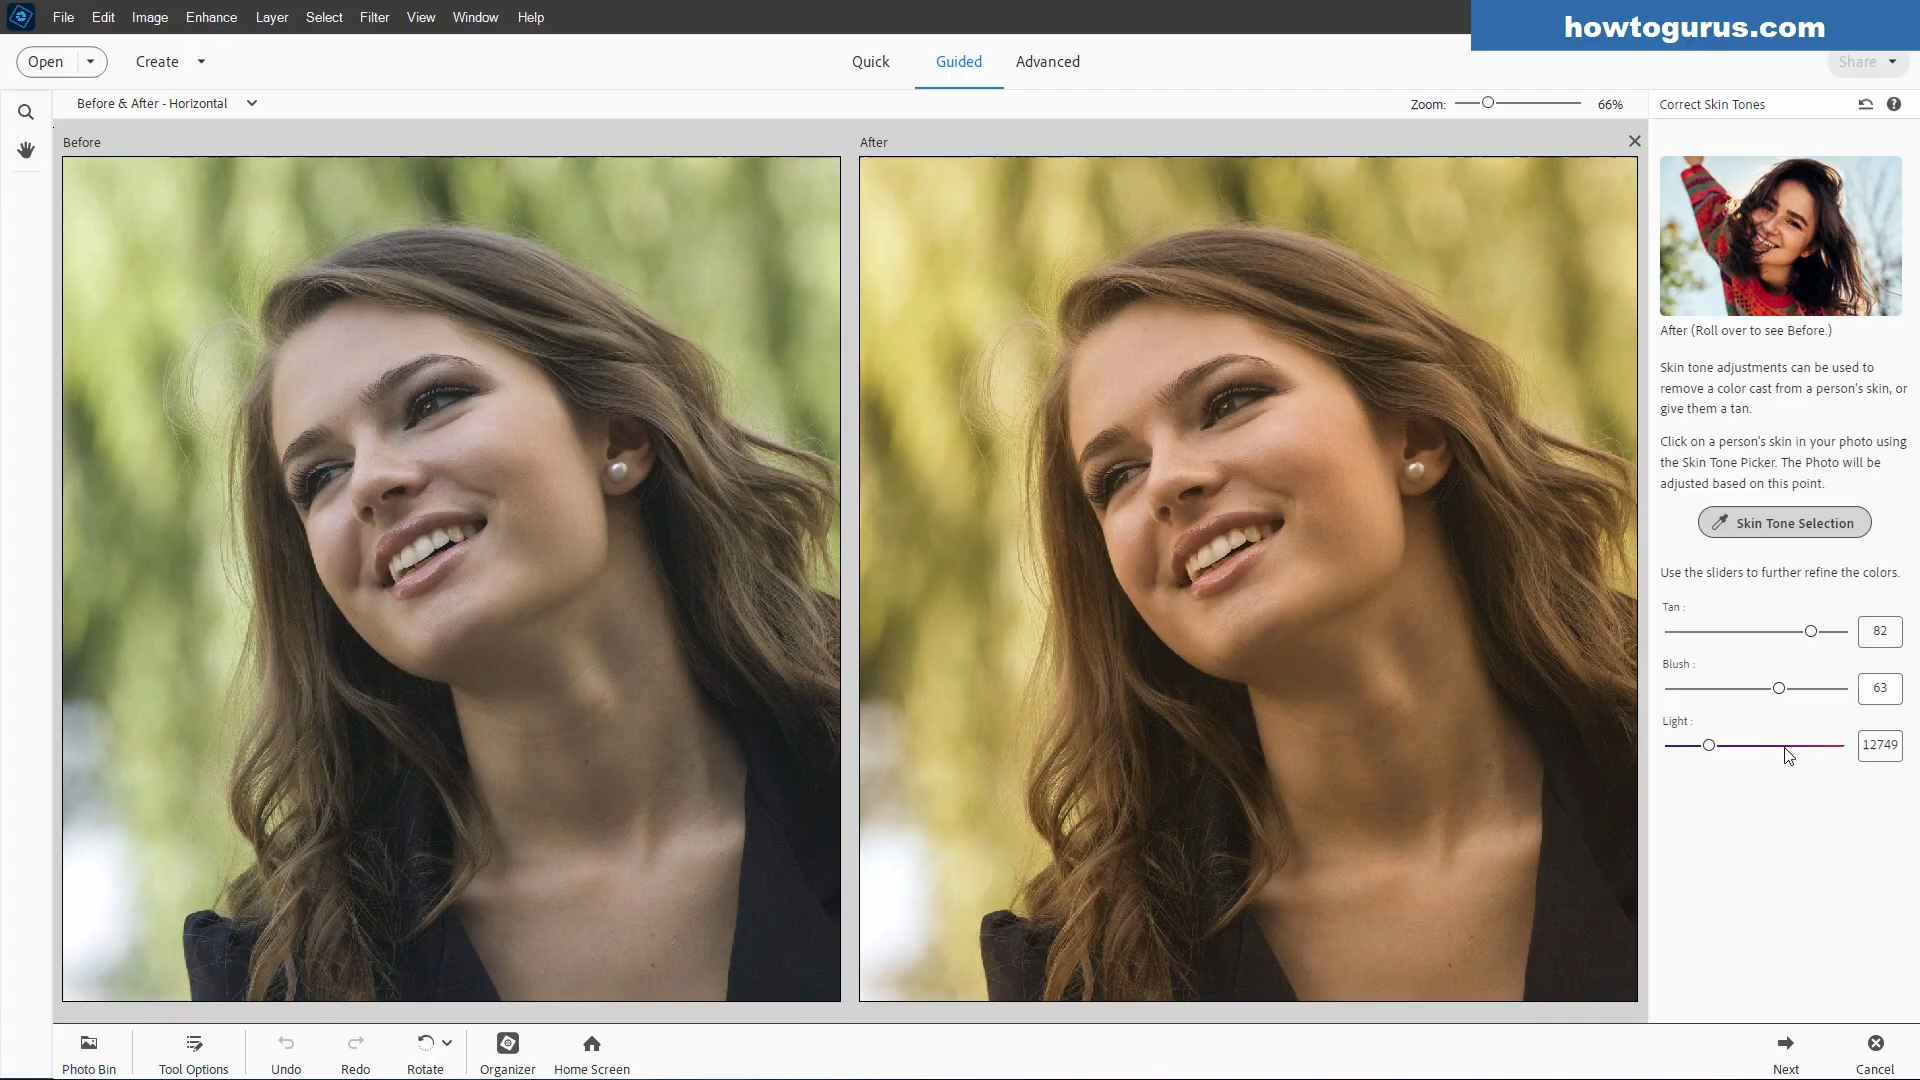 File Edit Image Enhance Layer Select Filter View Window Help
howtogurus.com
Open Create Quick Guided Advanced Share
Before & After - Horizontal Zoom: 66% Correct Skin Tones
Before After
After (Roll over to see Before.)
Skin tone adjustments can be used to
remove a color cast from a person's skin, or
give them a tan.
Click on a person's skin in your photo using
the Skin Tone Picker. The Photo will be
adjusted based on this point.
Skin Tone Selection
Use the sliders to further refine the colors.
Tan :
82
Blush :
63
Light :
12749
Photo Bin Tool Options Undo Redo Rotate Organizer Home Screen Next Cancel